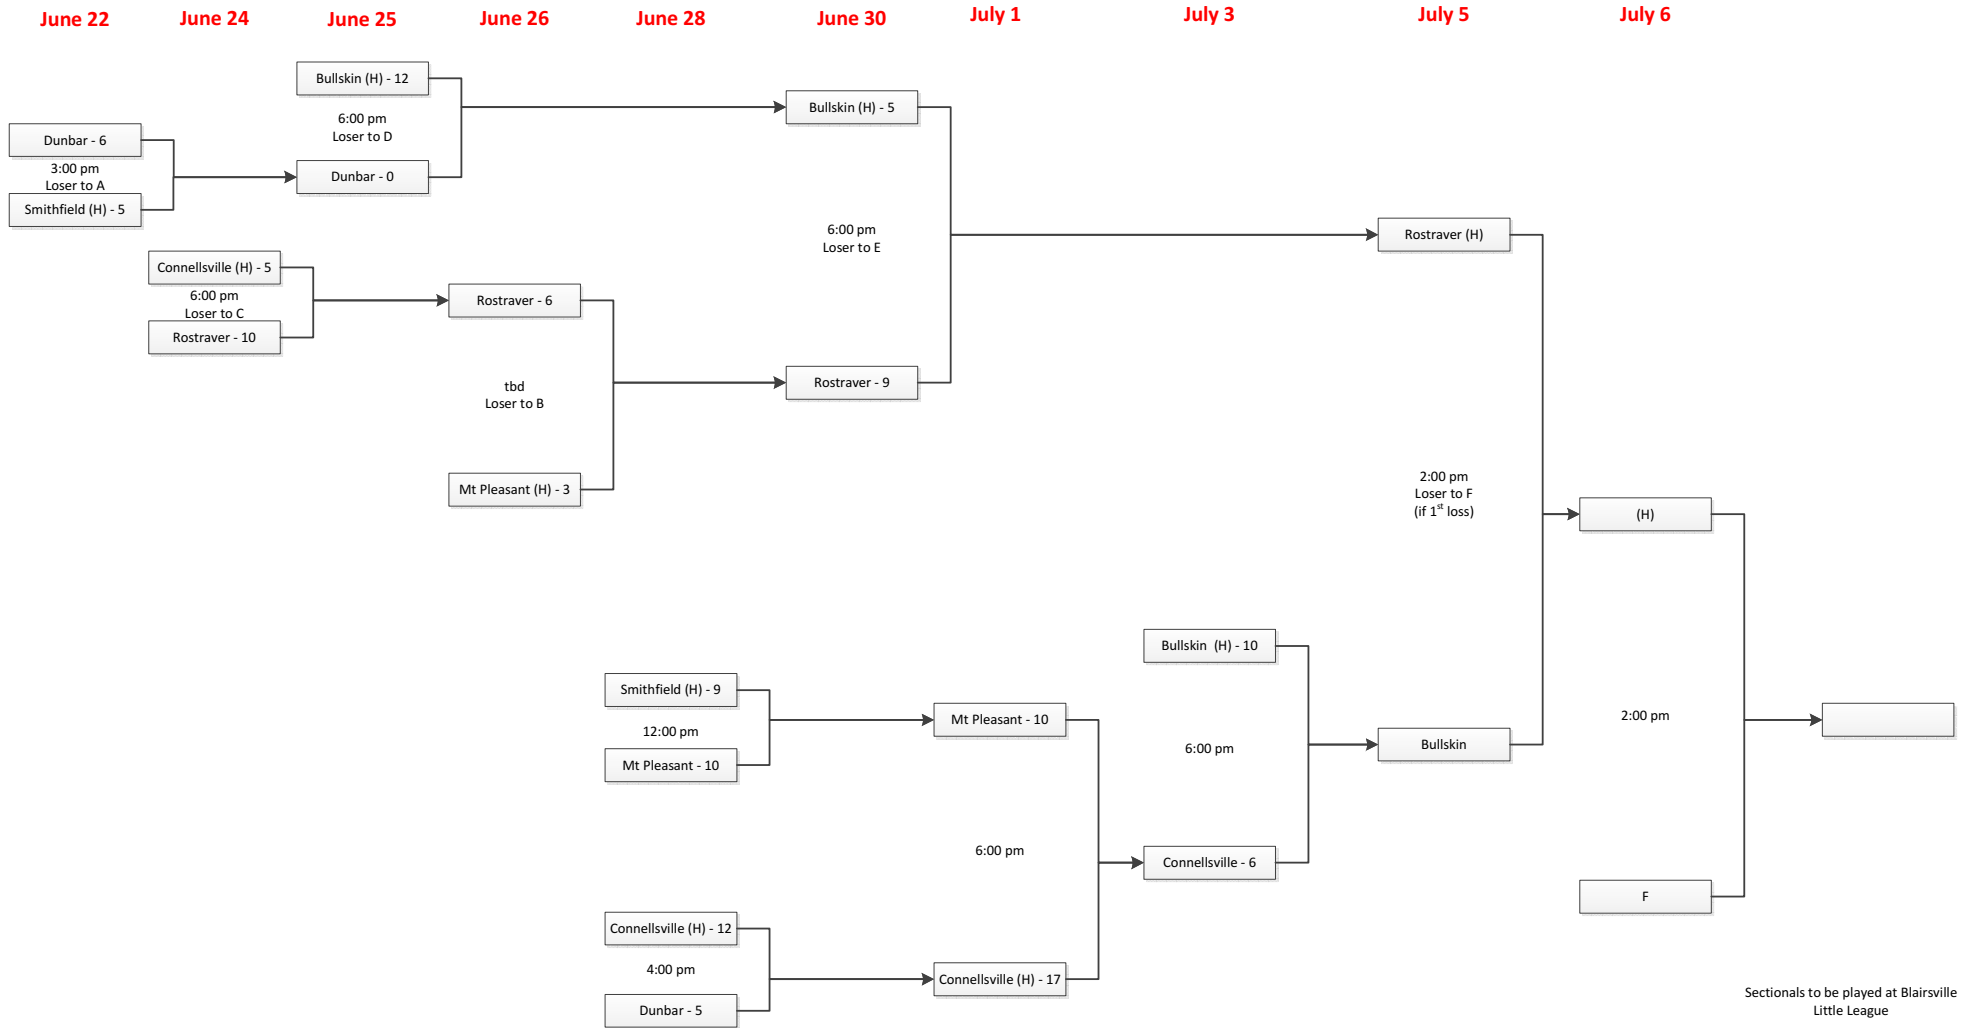 June 22
June 24
June 25
June 26
June 28
June 30
July 1
July 3
July 5
July 6
Bullskin (H) - 12
6:00 pm
Loser to D
Dunbar - 0
Dunbar - 6
3:00 pm
Loser to A
Smithfield (H) - 5
Connellsville (H) - 5
6:00 pm
Loser to C
Rostraver - 10
Rostraver - 6
tbd
Loser to B
Mt Pleasant (H) - 3
Bullskin (H) - 5
6:00 pm
Loser to E
Rostraver - 9
Rostraver (H)
2:00 pm
Loser to F
(if 1st loss)
Bullskin
(H)
2:00 pm
F
Smithfield (H) - 9
12:00 pm
Mt Pleasant - 10
Connellsville (H) - 12
4:00 pm
Dunbar - 5
Mt Pleasant - 10
6:00 pm
Connellsville (H) - 17
Bullskin  (H) - 10
6:00 pm
Connellsville - 6
Sectionals to be played at Blairsville
Little League